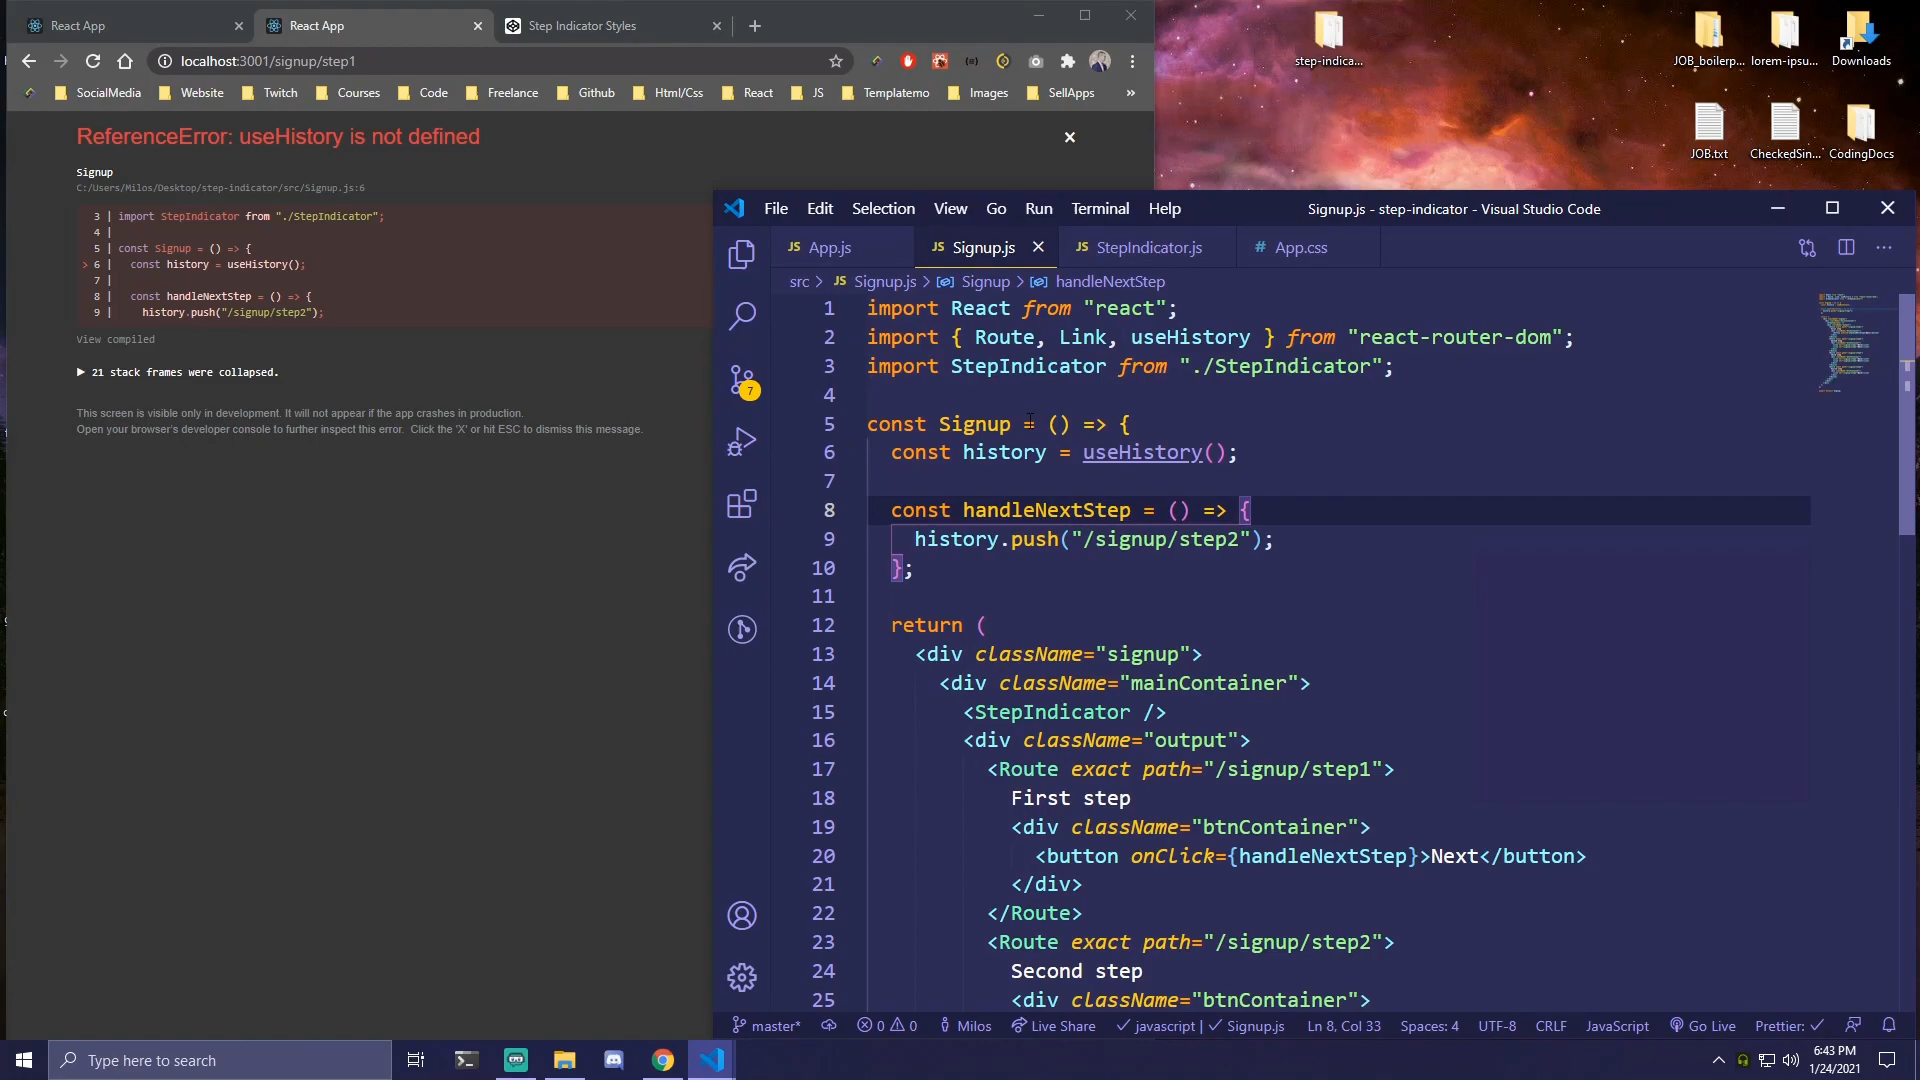 React App
React App
Step Indicator Styles
localhost:3001/signup/step1
SocialMedia
Website
Twitch
Courses
Code
Freelance
Github
Html/Css
React
JS
Templatemo
Images
SellApps
»
ReferenceError: useHistory is not defined
Signup
C:/Users/Milos/Desktop/step-indicator/src/Signup.js:6
3 | import StepIndicator from "./StepIndicator";
4 |
5 | const Signup = () => {
> 6 | const history = useHistory();
7 |
8 | const handleNextStep = () => {
9 | history.push("/signup/step2");
View compiled
▶ 21 stack frames were collapsed.
This screen is visible only in development. It will not appear if the app crashes in production.
Open your browser's developer console to further inspect this error. Click the 'X' or hit ESC to dismiss this message.
step-indica...
JOB_boilerp...
lorem-ipsu...
Downloads
JOB.txt
CheckedSin...
CodingDocs
File Edit Selection View Go Run Terminal Help
Signup.js - step-indicator - Visual Studio Code
JS App.js
JS Signup.js
JS StepIndicator.js
# App.css
src > JS Signup.js > Signup > handleNextStep
7
1 import React from "react";
2 import { Route, Link, useHistory } from "react-router-dom";
3 import StepIndicator from "./StepIndicator";
4
5 const Signup = () => {
6 const history = useHistory();
7
8 const handleNextStep = () => {
9 history.push("/signup/step2");
10 };
11
12 return (
13 <div className="signup">
14 <div className="mainContainer">
15 <StepIndicator />
16 <div className="output">
17 <Route exact path="/signup/step1">
18 First step
19 <div className="btnContainer">
20 <button onClick={handleNextStep}>Next</button>
21 </div>
22 </Route>
23 <Route exact path="/signup/step2">
24 Second step
25 <div className="btnContainer">
master* 0 0 Milos Live Share javascript | Signup.js Ln 8, Col 33 Spaces: 4 UTF-8 CRLF JavaScript Go Live Prettier: ✓
Type here to search
6:43 PM
1/24/2021